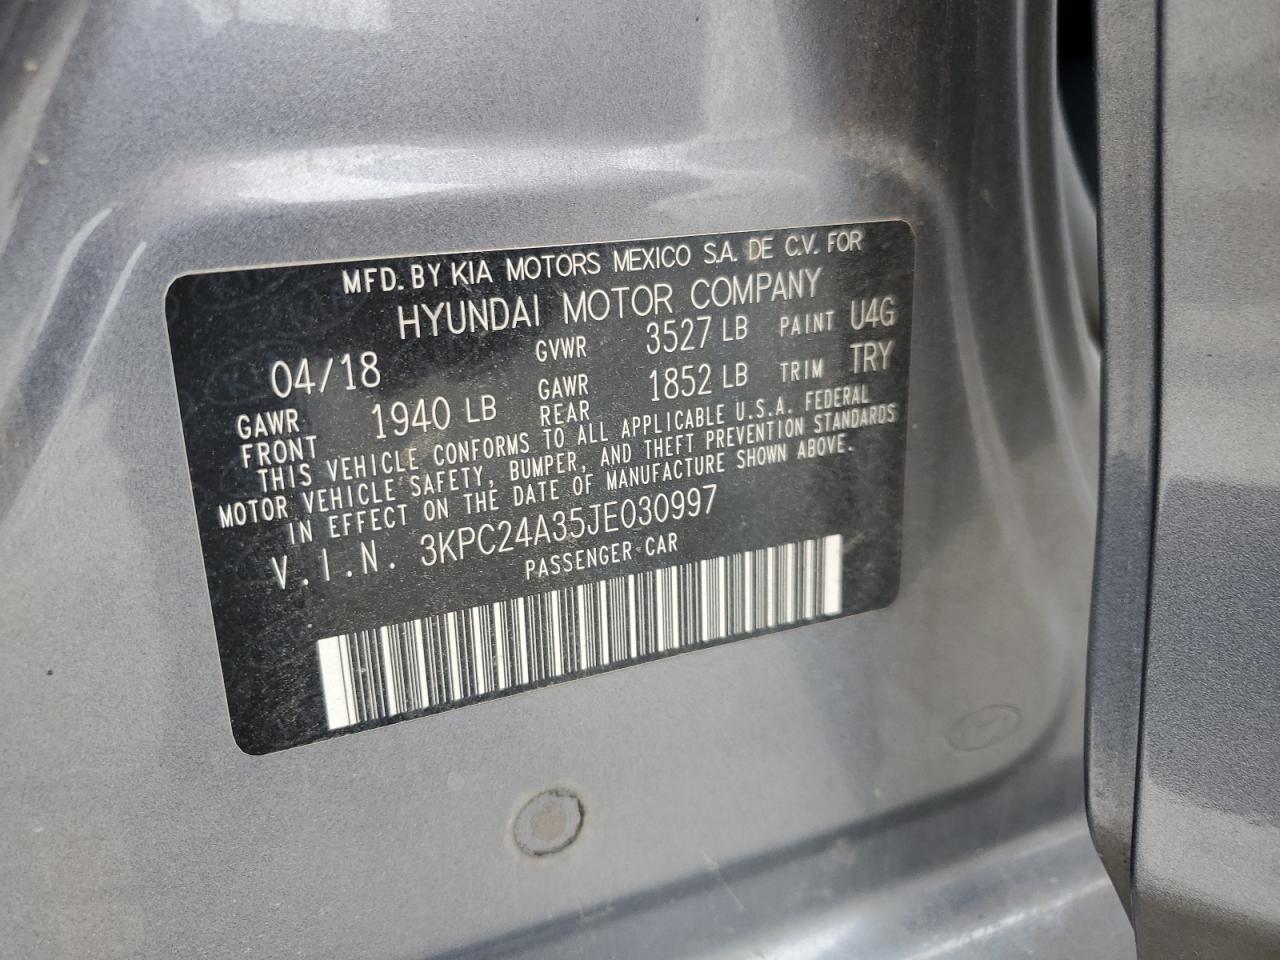 MFD. BY KIA MOTORS MEXICO S.A. DE C.V. FOR
HYUNDAI MOTOR COMPANY
04/18 GVWR 3527 LB PAINT U4G
GAWR FRONT 1940 LB GAWR REAR 1852 LB TRIM TRY
THIS VEHICLE CONFORMS TO ALL APPLICABLE U.S.A. FEDERAL
MOTOR VEHICLE SAFETY, BUMPER, AND THEFT PREVENTION STANDARDS
IN EFFECT ON THE DATE OF MANUFACTURE SHOWN ABOVE.
V.I.N. 3KPC24A35JE030997
PASSENGER CAR